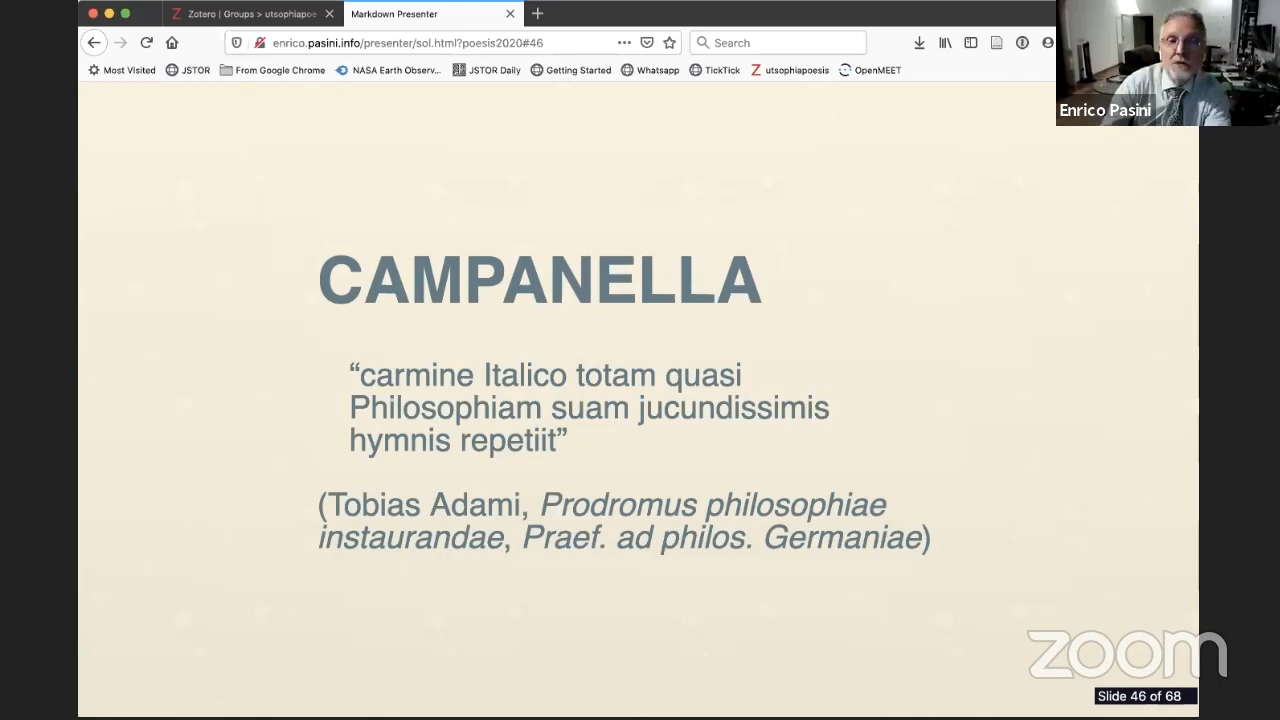 Zotero | Groups > utsophiapoe
Markdown Presenter
enrico.pasini.info/presenter/sol.html?poesis2020#46
Search
Most Visited JSTOR From Google Chrome NASA Earth Observ... JSTOR Daily Getting Started Whatsapp TickTick utsophiapoesis OpenMEET
Enrico Pasini
CAMPANELLA
“carmine Italico totam quasi
Philosophiam suam jucundissimis
hymnis repetiit”
(Tobias Adami, Prodromus philosophiae
instaurandae, Praef. ad philos. Germaniae)
zoom
Slide 46 of 68